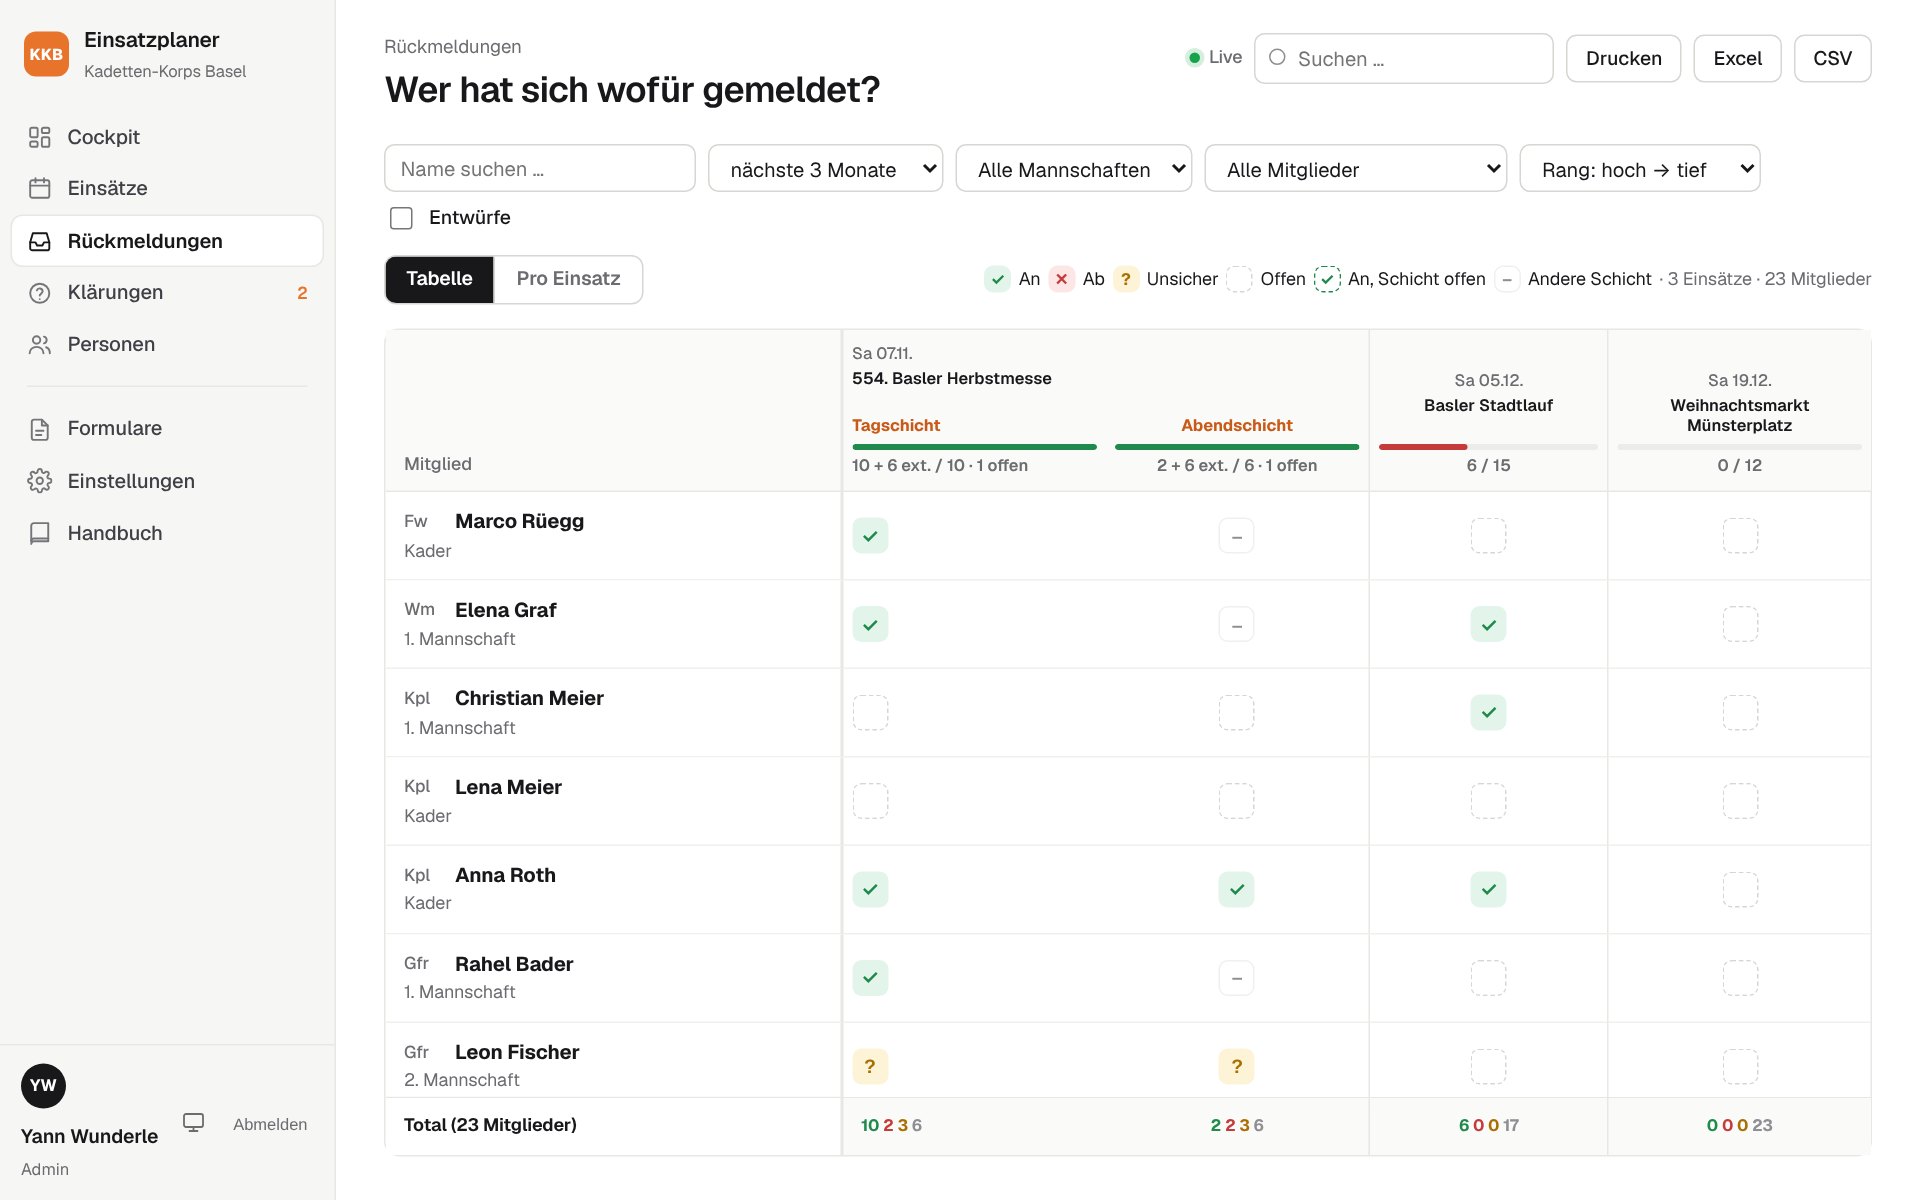 KKB
Einsatzplaner
Kadetten-Korps Basel
Cockpit
Einsätze
Rückmeldungen
Klärungen 2
Personen
Formulare
Einstellungen
Handbuch
YW
Yann Wunderle
Admin
Abmelden
Rückmeldungen
Wer hat sich wofür gemeldet?
Live
Suchen …
Drucken
Excel
CSV
Name suchen …
nächste 3 Monate
Alle Mannschaften
Alle Mitglieder
Rang: hoch → tief
Entwürfe
Tabelle
Pro Einsatz
✓ An ✕ Ab ? Unsicher Offen ✓ An, Schicht offen – Andere Schicht · 3 Einsätze · 23 Mitglieder
Mitglied
Sa 07.11.
554. Basler Herbstmesse
Tagschicht
10 + 6 ext. / 10 · 1 offen
Abendschicht
2 + 6 ext. / 6 · 1 offen
Sa 05.12.
Basler Stadtlauf
6 / 15
Sa 19.12.
Weihnachtsmarkt
Münsterplatz
0 / 12
Fw Marco Rüegg
Kader
✓ –
Wm Elena Graf
1. Mannschaft
✓ – ✓
Kpl Christian Meier
1. Mannschaft
✓
Kpl Lena Meier
Kader
Kpl Anna Roth
Kader
✓ ✓ ✓
Gfr Rahel Bader
1. Mannschaft
✓ –
Gfr Leon Fischer
2. Mannschaft
? ?
Total (23 Mitglieder)
10 2 3 6
2 2 3 6
6 0 0 17
0 0 0 23